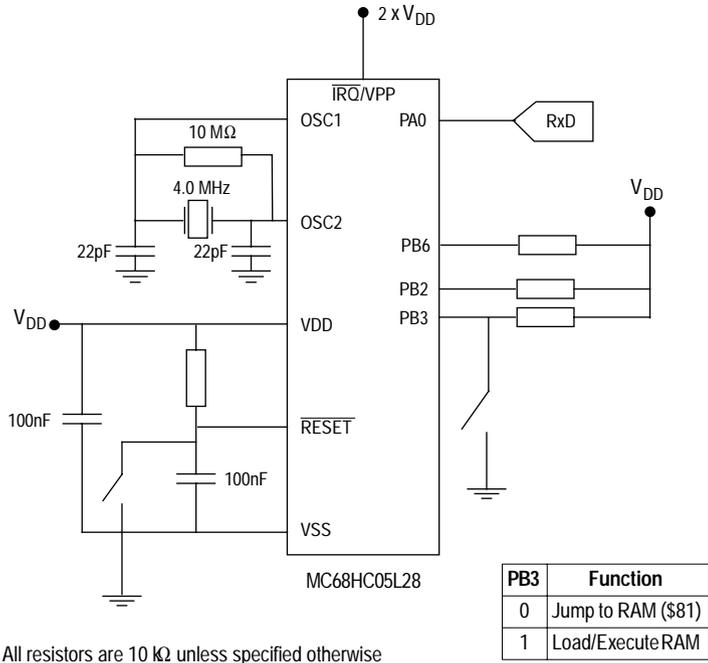 2 x VDD
IRQ/VPP
OSC1
PA0
RxD
10 MΩ
4.0 MHz
VDD
OSC2
22pF
22pF
PB6
PB2
VDD
VDD
PB3
100nF
RESET
100nF
VSS
MC68HC05L28
PB3 Function
0 Jump to RAM ($81)
1 Load/Execute RAM
All resistors are 10 kΩ unless specified otherwise